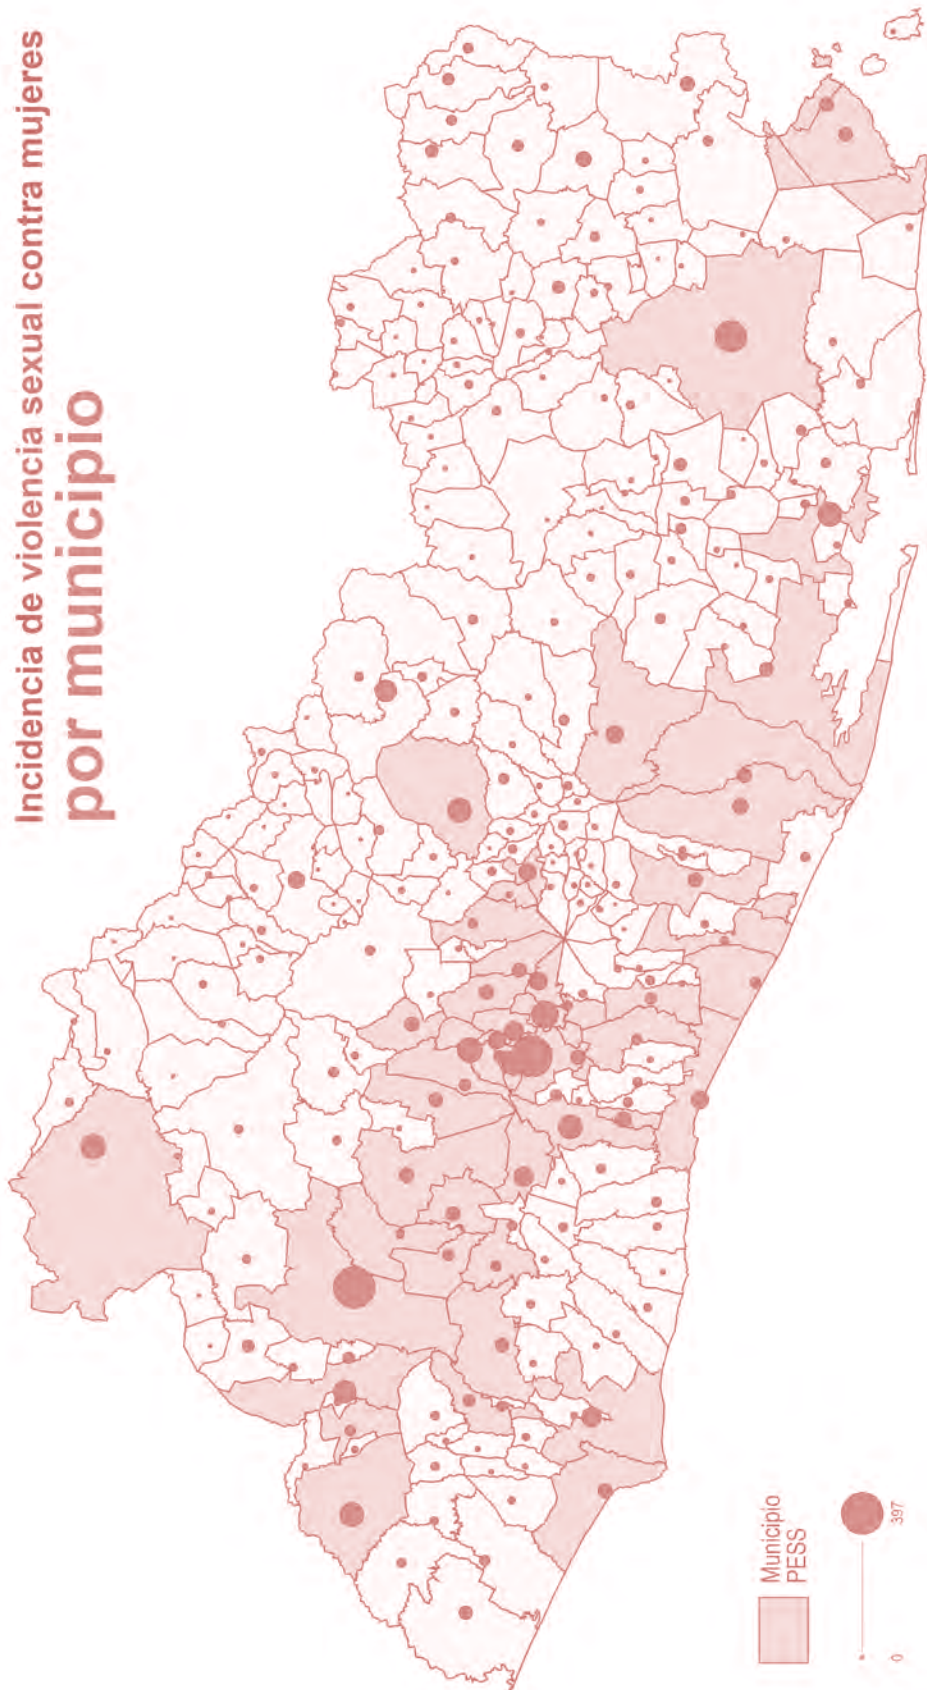 Incidencia de violencia sexual contra mujeres
por municipio
Municipio
PESS
0
397